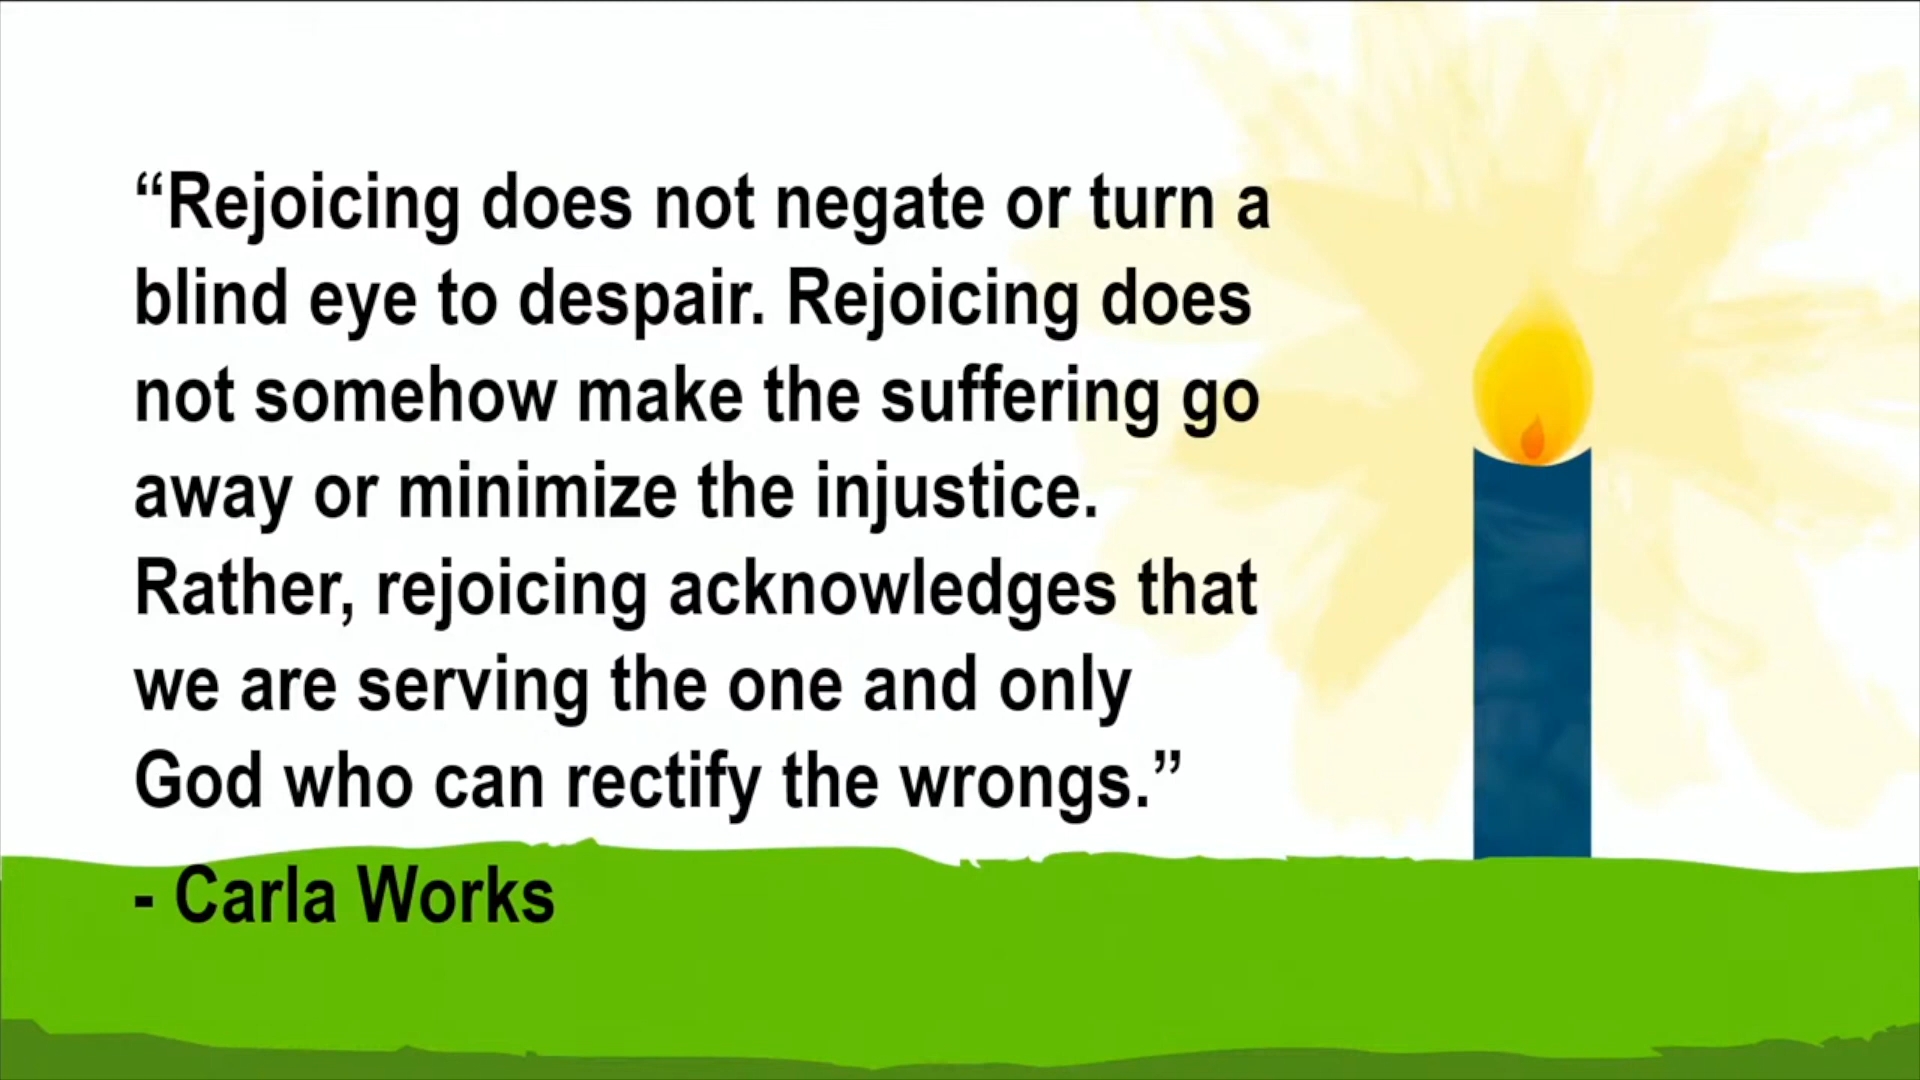 “Rejoicing does not negate or turn a
blind eye to despair. Rejoicing does
not somehow make the suffering go
away or minimize the injustice.
Rather, rejoicing acknowledges that
we are serving the one and only
God who can rectify the wrongs.”
- Carla Works